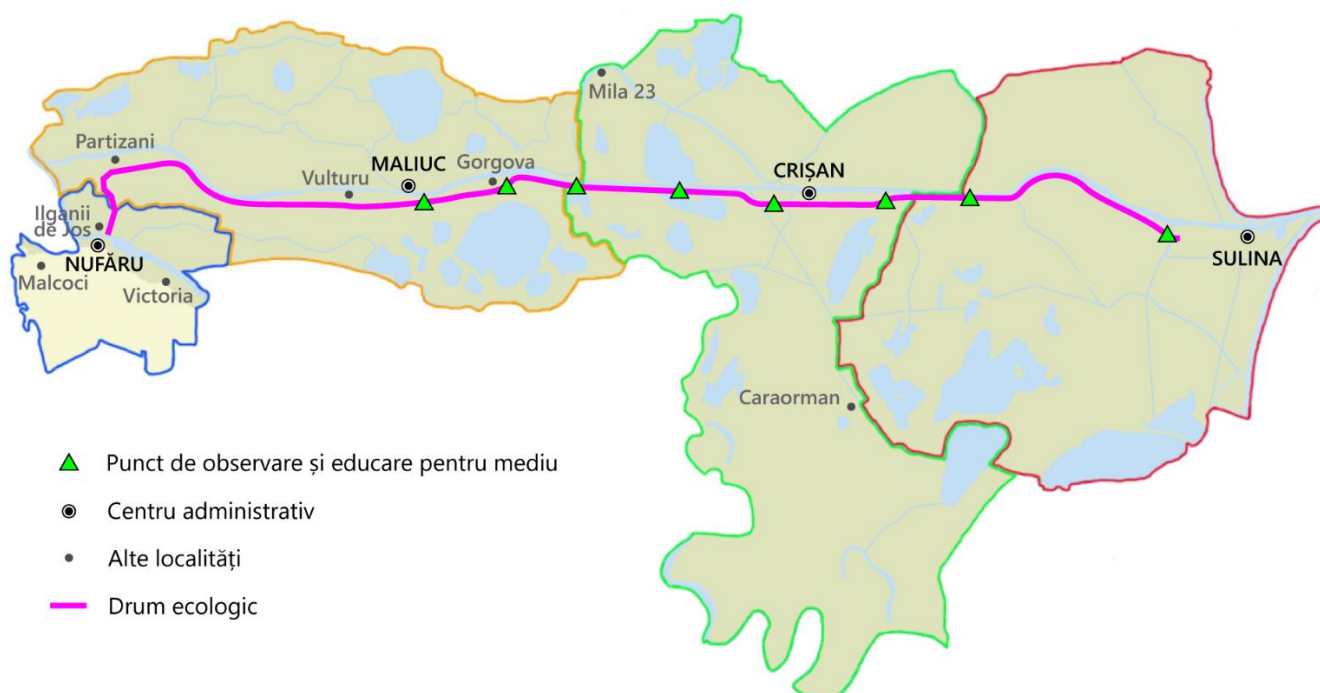 Mila 23
Partizani
MALIUC
Gorgova
Vulturu
CRIȘAN
Ilganii
de Jos
NUFĂRU
Malcoci
Victoria
SULINA
Caraorman
Punct de observare și educare pentru mediu
Centru administrativ
Alte localități
Drum ecologic